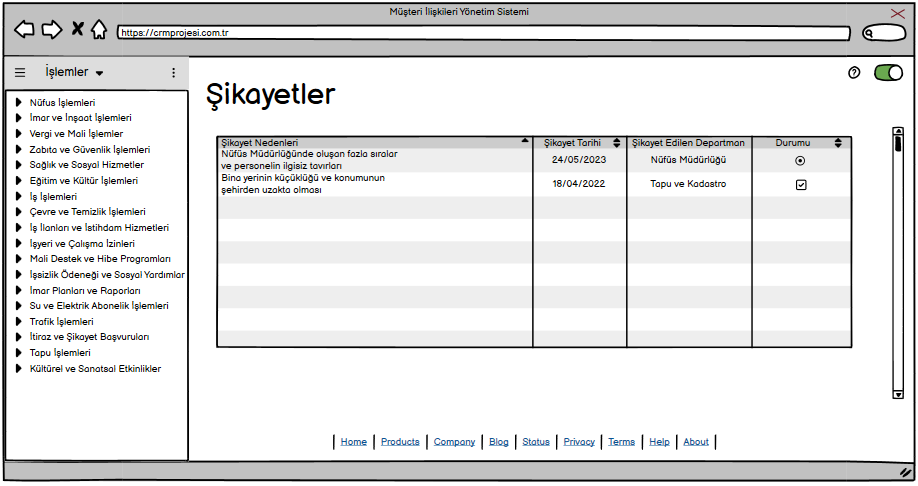 Müşteri İlişkileri Yönetim Sistemi
https://crmprojesi.com.tr
İşlemler
Nüfus İşlemleri
İmar ve İnşaat İşlemleri
Vergi ve Mali İşlemler
Zabıta ve Güvenlik İşlemleri
Sağlık ve Sosyal Hizmetler
Eğitim ve Kültür İşlemleri
İş İşlemleri
Çevre ve Temizlik İşlemleri
İş İlanları ve İstihdam Hizmetleri
İşyeri ve Çalışma İzinleri
Mali Destek ve Hibe Programları
İşsizlik Ödeneği ve Sosyal Yardımlar
İmar Planları ve Raporları
Su ve Elektrik Abonelik İşlemleri
Trafik İşlemleri
İtiraz ve Şikayet Başvuruları
Tapu İşlemleri
Kültürel ve Sanatsal Etkinlikler
Şikayetler
Şikayet Nedenleri Şikayet Tarihi Şikayet Edilen Departman Durumu
Nüfüs Müdürlüğünde oluşan fazla sıralar
ve personelin ilgisiz tavırları 24/05/2023 Nüfüs Müdürlüğü
Bina yerinin küçüklüğü ve konumunun
şehirden uzakta olması 18/04/2022 Tapu ve Kadastro
Home | Products | Company | Blog | Status | Privacy | Terms | Help | About